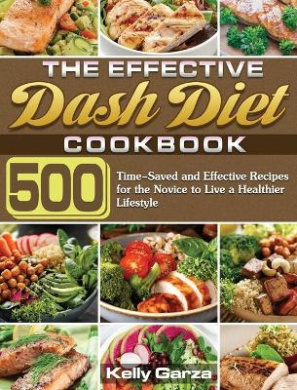 THE EFFECTIVE
Dash Diet
COOKBOOK
500
Time-Saved and Effective Recipes
for the Novice to Live a Healthier
Lifestyle
Kelly Garza